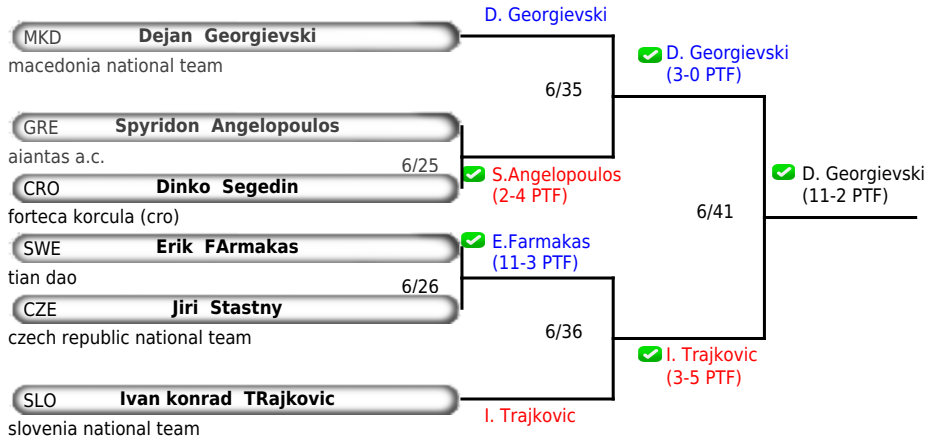 D. Georgievski
MKD Dejan Georgievski
macedonia national team
D. Georgievski
(3-0 PTF)
6/35
GRE Spyridon Angelopoulos
aiantas a.c.
6/25
S.Angelopoulos
(2-4 PTF)
CRO Dinko Segedin
forteca korcula (cro)
D. Georgievski
(11-2 PTF)
6/41
SWE Erik FArmakas
tian dao
E.Farmakas
(11-3 PTF)
6/26
CZE Jiri Stastny
czech republic national team
6/36
I. Trajkovic
(3-5 PTF)
SLO Ivan konrad TRajkovic
slovenia national team
I. Trajkovic